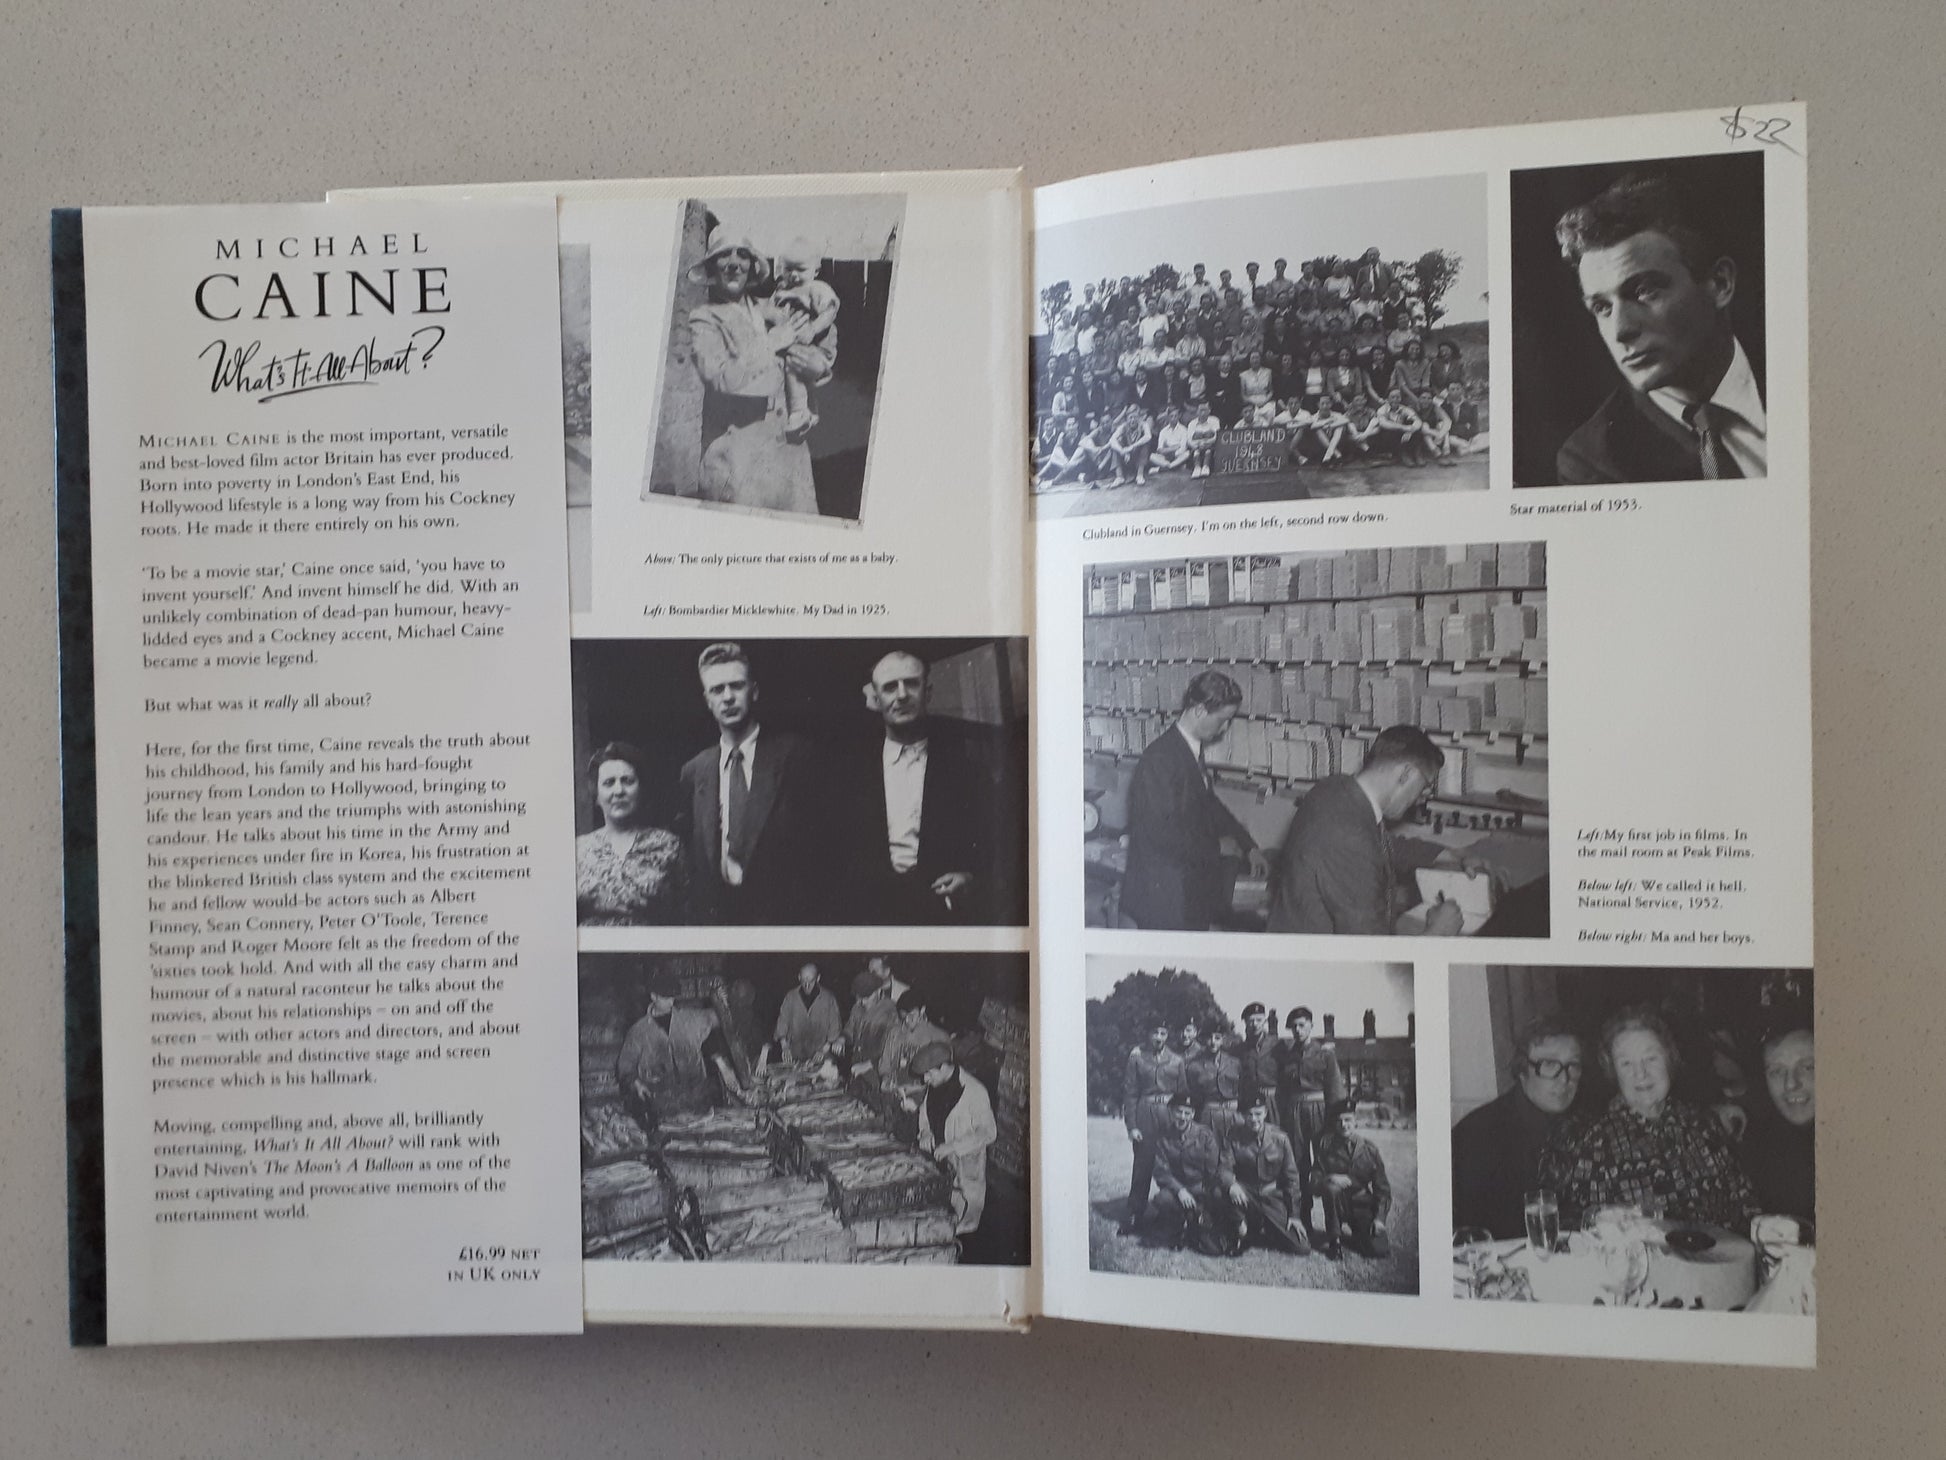 MICHAEL
CAINE
What's It All About?
MICHAEL CAINE is the most important, versatile
and best-loved film actor Britain has ever produced.
Born into poverty in London's East End, his
Hollywood lifestyle is a long way from his Cockney
roots. He made it there entirely on his own.
'To be a movie star,' Caine once said, 'you have to
invent yourself.' And invent himself he did. With an
unlikely combination of dead-pan humour, heavy-
lidded eyes and a Cockney accent, Michael Caine
became a movie legend.
But what was it really all about?
Here, for the first time, Caine reveals the truth about
his childhood, his family and his hard-fought
journey from London to Hollywood, bringing to
life the lean years and the triumphs with astonishing
candour. He talks about his time in the Army and
his experiences under fire in Korea, his frustration at
the blinkered British class system and the excitement
he and fellow would-be actors such as Albert
Finney, Sean Connery, Peter O'Toole, Terence
Stamp and Roger Moore felt as the freedom of the
'sixties took hold. And with all the easy charm and
humour of a natural raconteur he talks about the
movies, about his relationships – on and off the
screen – with other actors and directors, and about
the memorable and distinctive stage and screen
presence which is his hallmark.
Moving, compelling and, above all, brilliantly
entertaining, What's It All About? will rank with
David Niven's The Moon's A Balloon as one of the
most captivating and provocative memoirs of the
entertainment world.
£16.99 NET
IN UK ONLY
Above: The only picture that exists of me as a baby.
Left: Bombardier Micklewhite. My Dad in 1925.
$22
CLUBLAND
1948
GUERNSEY
Clubland in Guernsey. I'm on the left, second row down.
Star material of 1953.
Left: My first job in films. In
the mail room at Peak Films.
Below left: We called it hell.
National Service, 1952.
Below right: Ma and her boys.